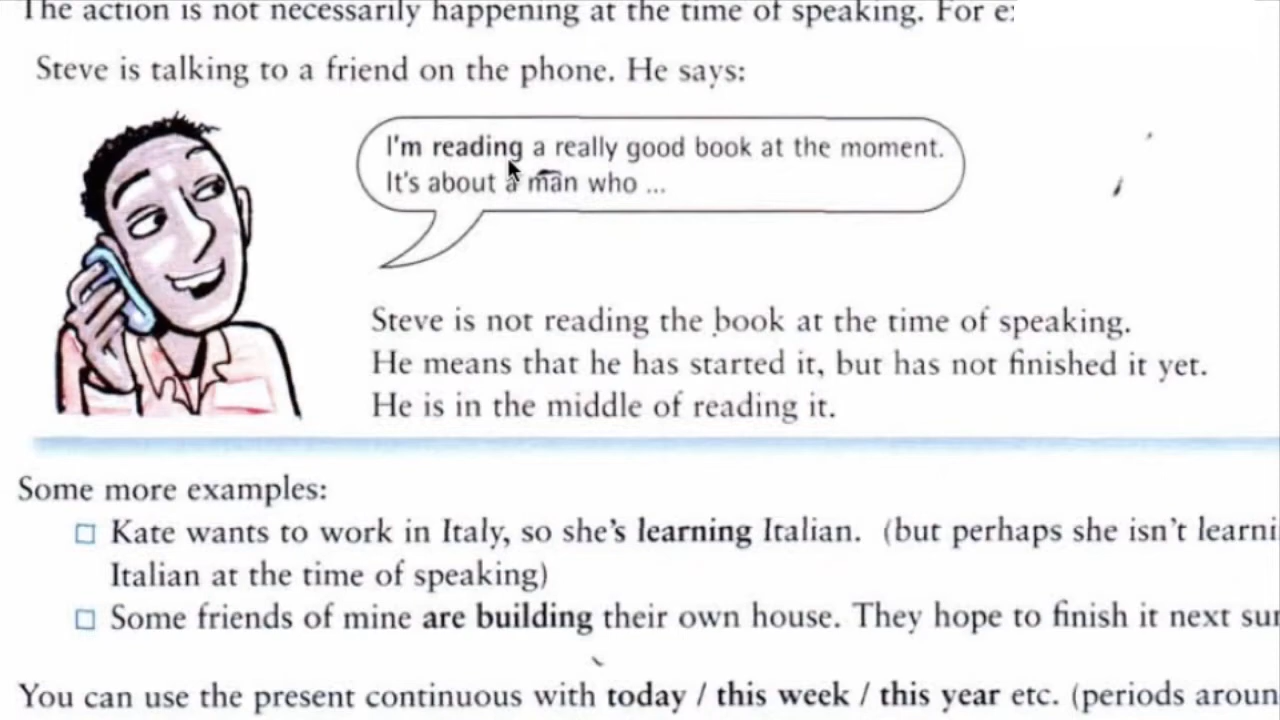 The action is not necessarily happening at the time of speaking. For
Steve is talking to a friend on the phone. He says:
I'm reading a really good book at the moment.
It's about a man who ...
Steve is not reading the book at the time of speaking.
He means that he has started it, but has not finished it yet.
He is in the middle of reading it.
Some more examples:
Kate wants to work in Italy, so she's learning Italian. (but perhaps she isn't learni
Italian at the time of speaking)
Some friends of mine are building their own house. They hope to finish it next
You can use the present continuous with today / this week / this year etc. (periods aroun